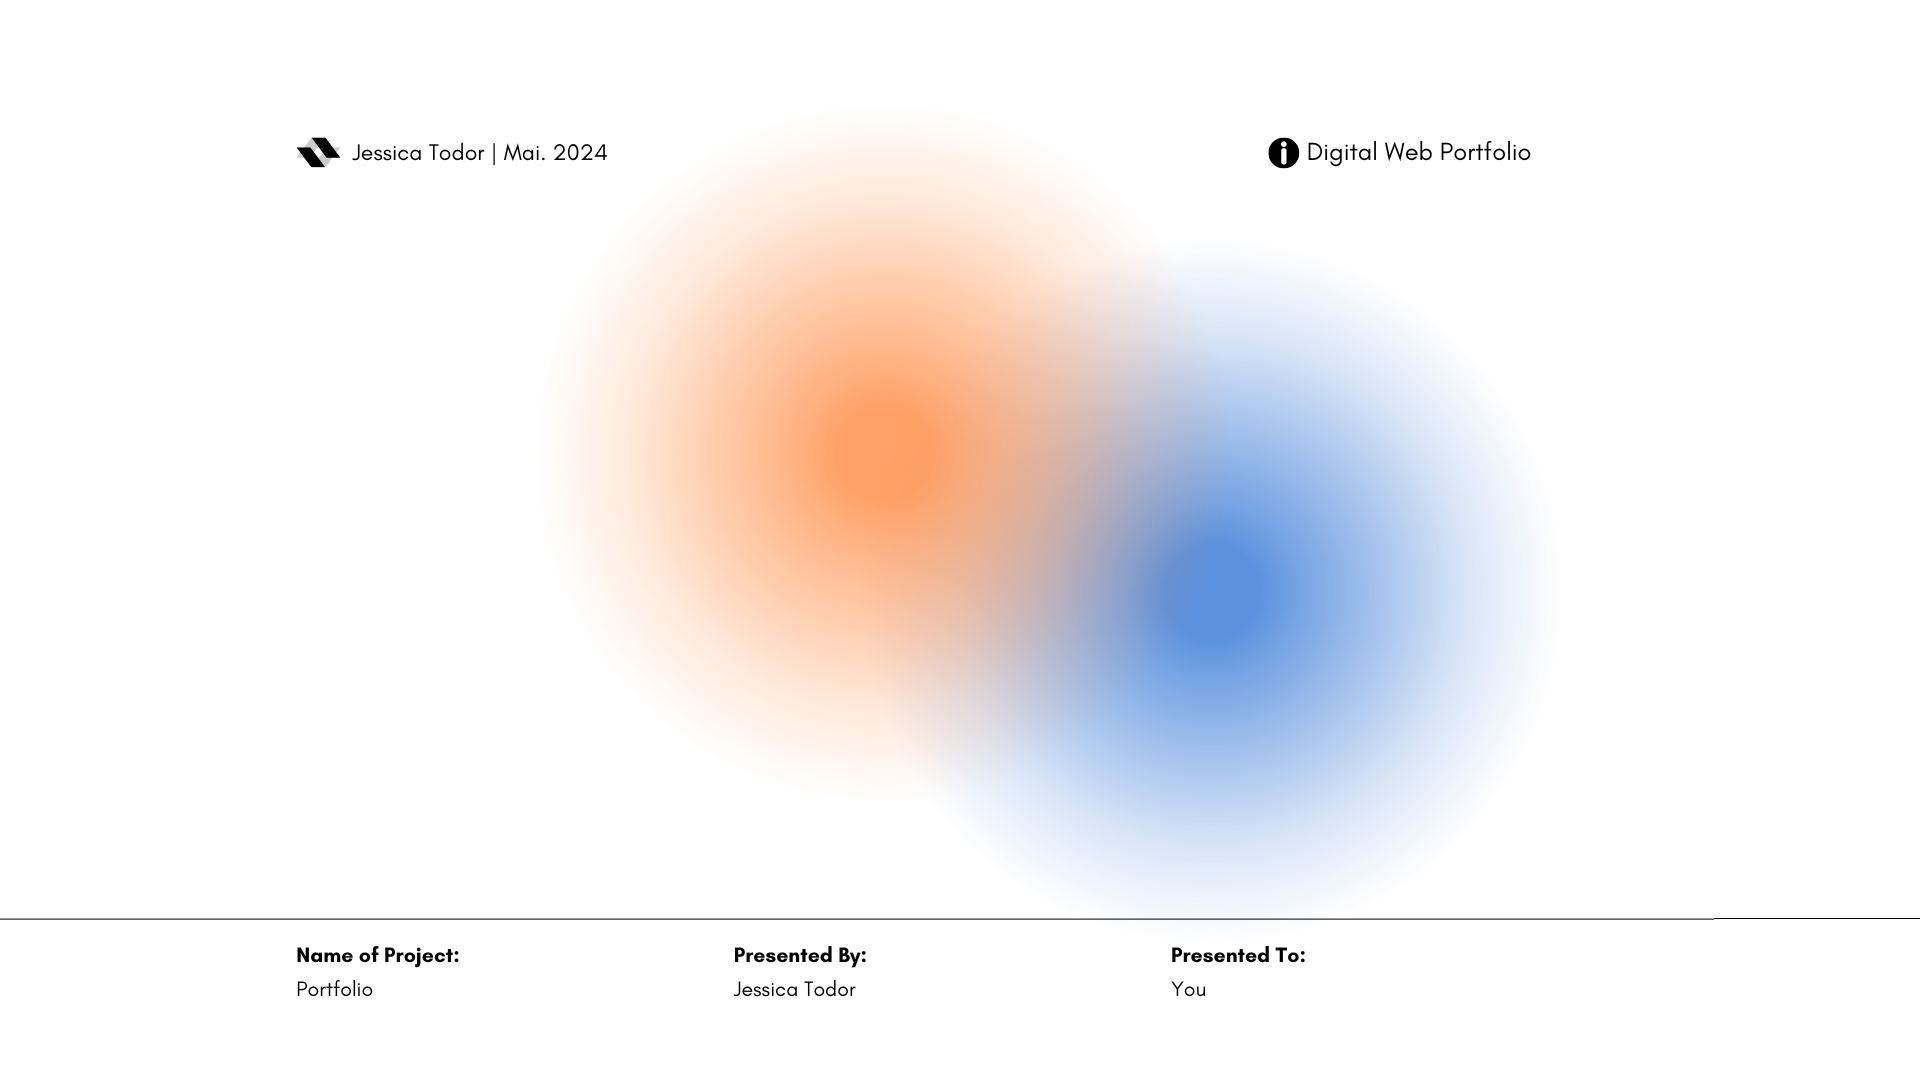 Jessica Todor | Mai. 2024
Digital Web Portfolio
Name of Project:
Portfolio
Presented By:
Jessica Todor
Presented To:
You